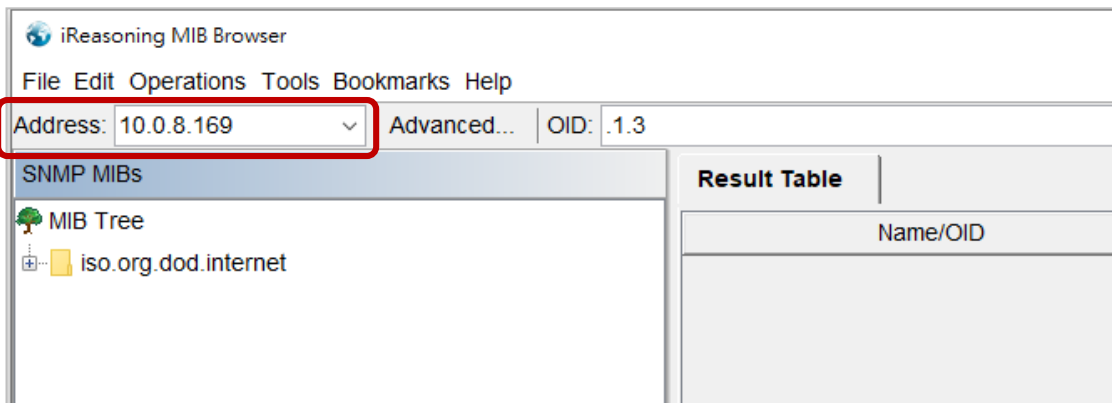 iReasoning MIB Browser
File Edit Operations Tools Bookmarks Help
Address: 10.0.8.169 Advanced... OID: .1.3
SNMP MIBs
Result Table
MIB Tree
Name/OID
iso.org.dod.internet